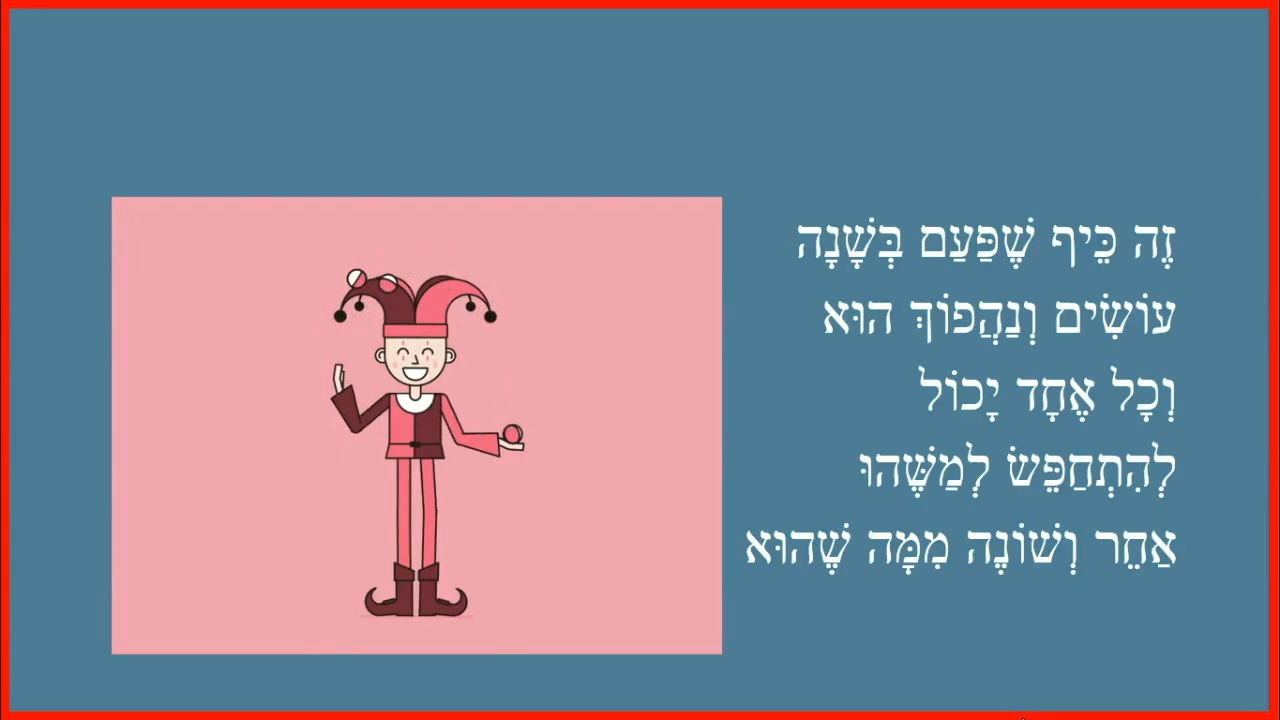 זֶה כֵּיף שֶׁפַּעַם בְּשָׁנָה
עוֹשִׂים וְנַהֲפוֹךְ הוּא
וְכָל אֶחָד יָכוֹל
לְהִתְחַפֵּשׂ לְמַשֶּׁהוּ
אַחֵר וְשׁוֹנֶה מִמָּה שֶׁהוּא